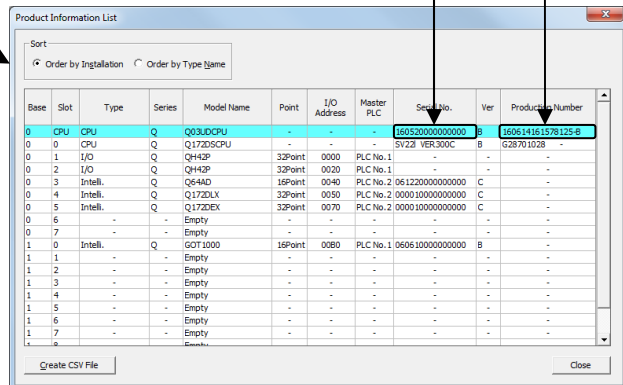 Product Information List
Sort
Order by Installation Order by Type Name
Base Slot Type Series Model Name Point I/O Address Master PLC Serial No. Ver Production Number
0 CPU CPU Q Q03UDCPU - - - 160520000000000 B 160614161578125-B
0 0 CPU Q Q172DSCPU - - - SV22 VER300C B G28701028 -
0 1 I/O Q QH42P 32Point 0000 PLC No.1 - - -
0 2 I/O Q QH42P 32Point 0020 PLC No.1 - - -
0 3 Intelli. Q Q64AD 16Point 0040 PLC No.2 061220000000000 C -
0 4 Intelli. Q Q172DLX 32Point 0050 PLC No.2 000010000000000 C -
0 5 Intelli. Q Q172DEX 32Point 0070 PLC No.2 000010000000000 C -
0 6 - - Empty - - - - - -
0 7 - - Empty - - - - - -
1 0 Intelli. Q GOT1000 16Point 00B0 PLC No.1 060610000000000 B -
1 1 - - Empty - - - - - -
1 2 - - Empty - - - - - -
1 3 - - Empty - - - - - -
1 4 - - Empty - - - - - -
1 5 - - Empty - - - - - -
1 6 - - Empty - - - - - -
1 7 - - Empty - - - - - -
Create CSV File Close